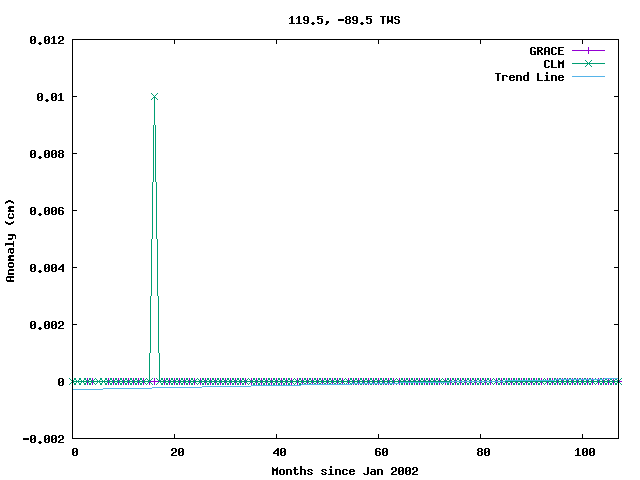 119.5, -89.5 TWS
GRACE
CLM
Trend Line
0.012
0.01
0.008
0.006
0.004
0.002
0
-0.002
Anomaly (cm)
0 20 40 60 80 100
Months since Jan 2002